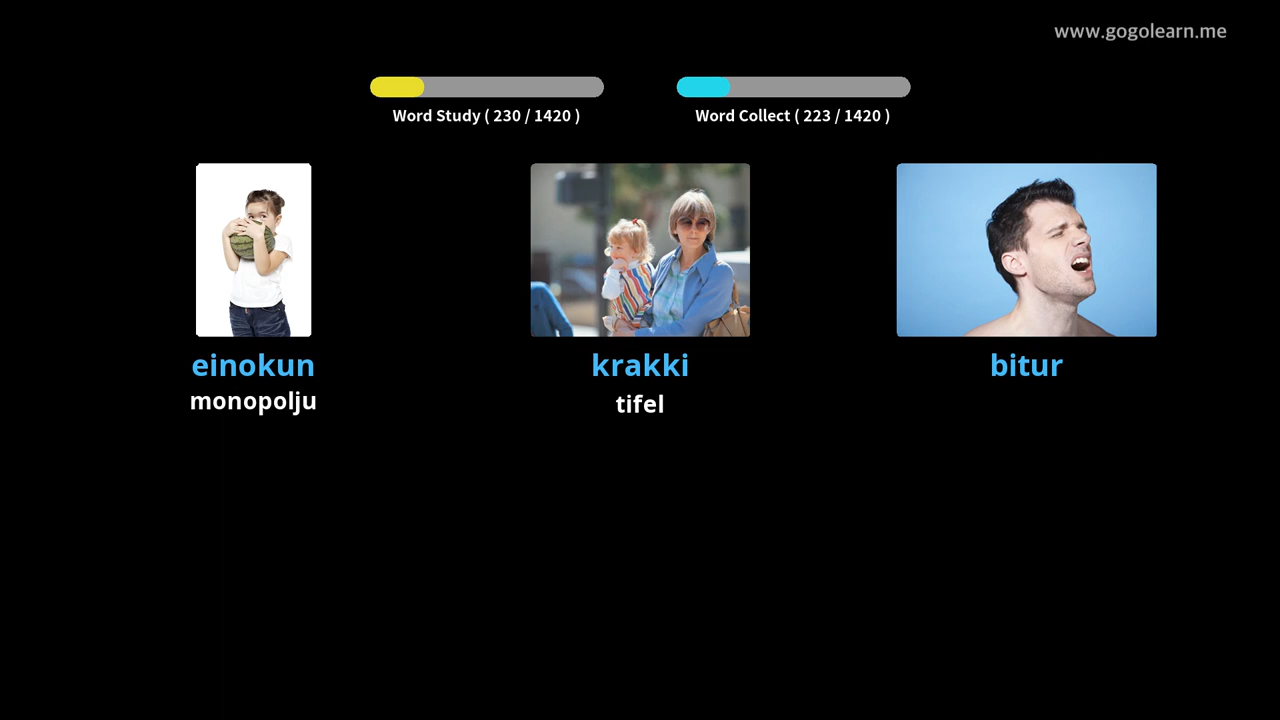 www.gogolearn.me
Word Study ( 230 / 1420 )
Word Collect ( 223 / 1420 )
einokun
monopolju
krakki
tifel
bitur